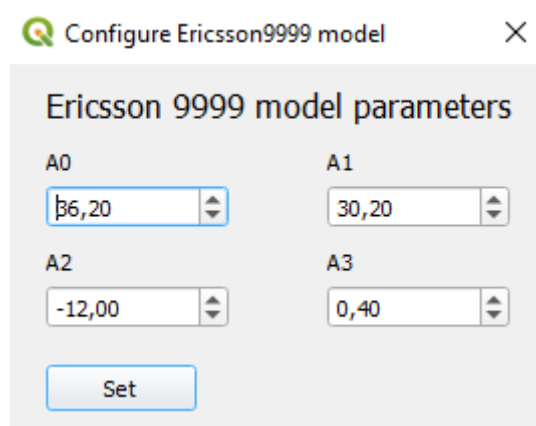 Configure Ericsson9999 model
Ericsson 9999 model parameters
A0 A1
36,20 30,20
A2 A3
-12,00 0,40
Set